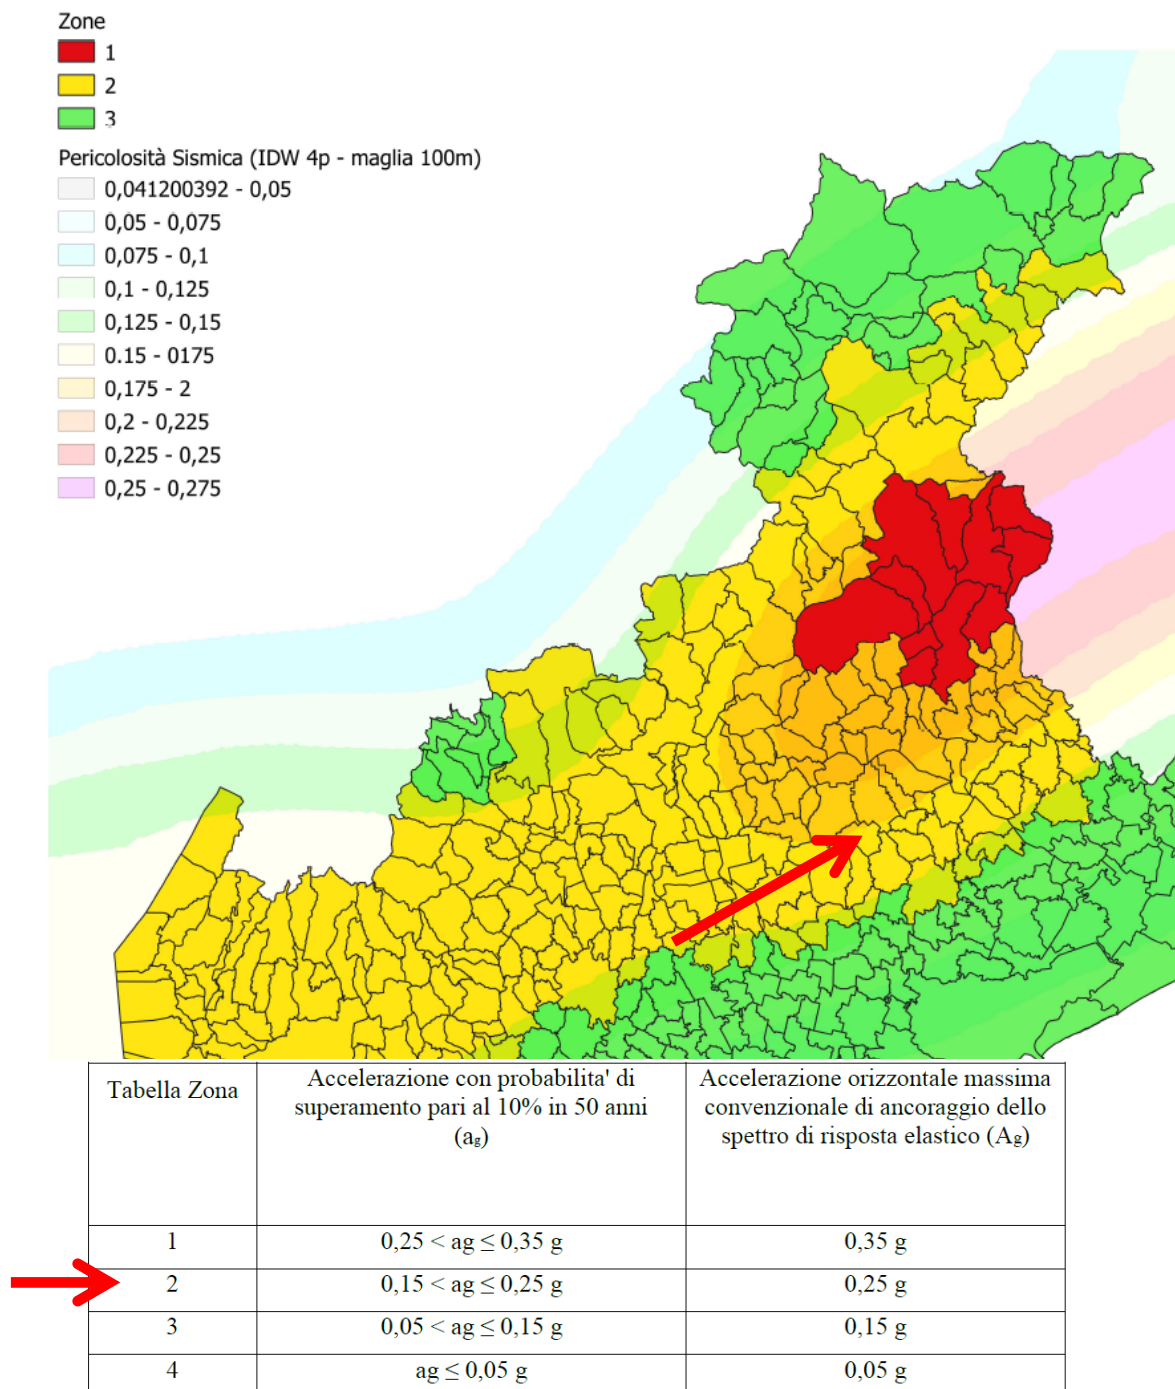 Zone
1
2
3
Pericolosità Sismica (IDW 4p - maglia 100m)
0,041200392 - 0,05
0,05 - 0,075
0,075 - 0,1
0,1 - 0,125
0,125 - 0,15
0.15 - 0175
0,175 - 2
0,2 - 0,225
0,225 - 0,25
0,25 - 0,275
Tabella Zona
Accelerazione con probabilita' di
superamento pari al 10% in 50 anni
(ag)
Accelerazione orizzontale massima
convenzionale di ancoraggio dello
spettro di risposta elastico (Ag)
1 0,25 < ag ≤ 0,35 g 0,35 g
2 0,15 < ag ≤ 0,25 g 0,25 g
3 0,05 < ag ≤ 0,15 g 0,15 g
4 ag ≤ 0,05 g 0,05 g